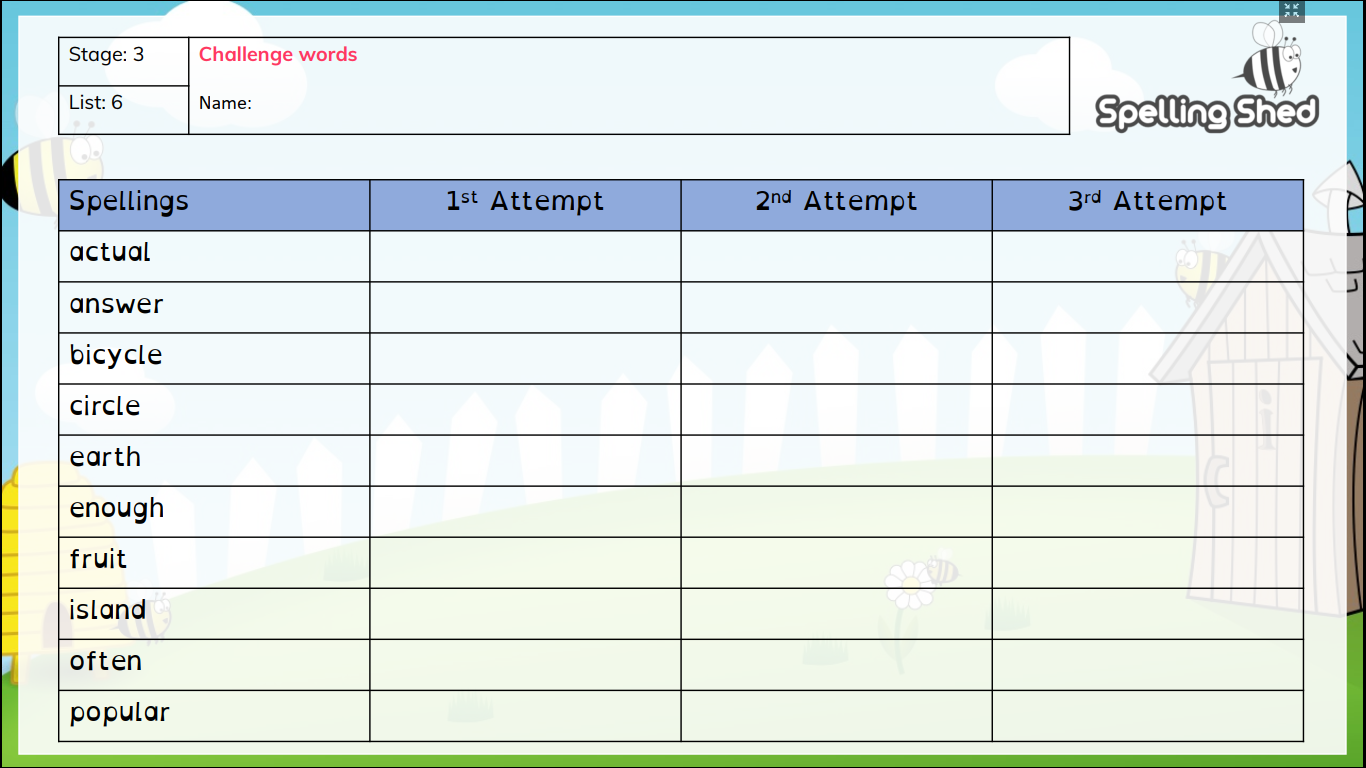 Stage: 3
Challenge words
List: 6
Name:
Spelling Shed
Spellings 1st Attempt 2nd Attempt 3rd Attempt
actual
answer
bicycle
circle
earth
enough
fruit
island
often
popular